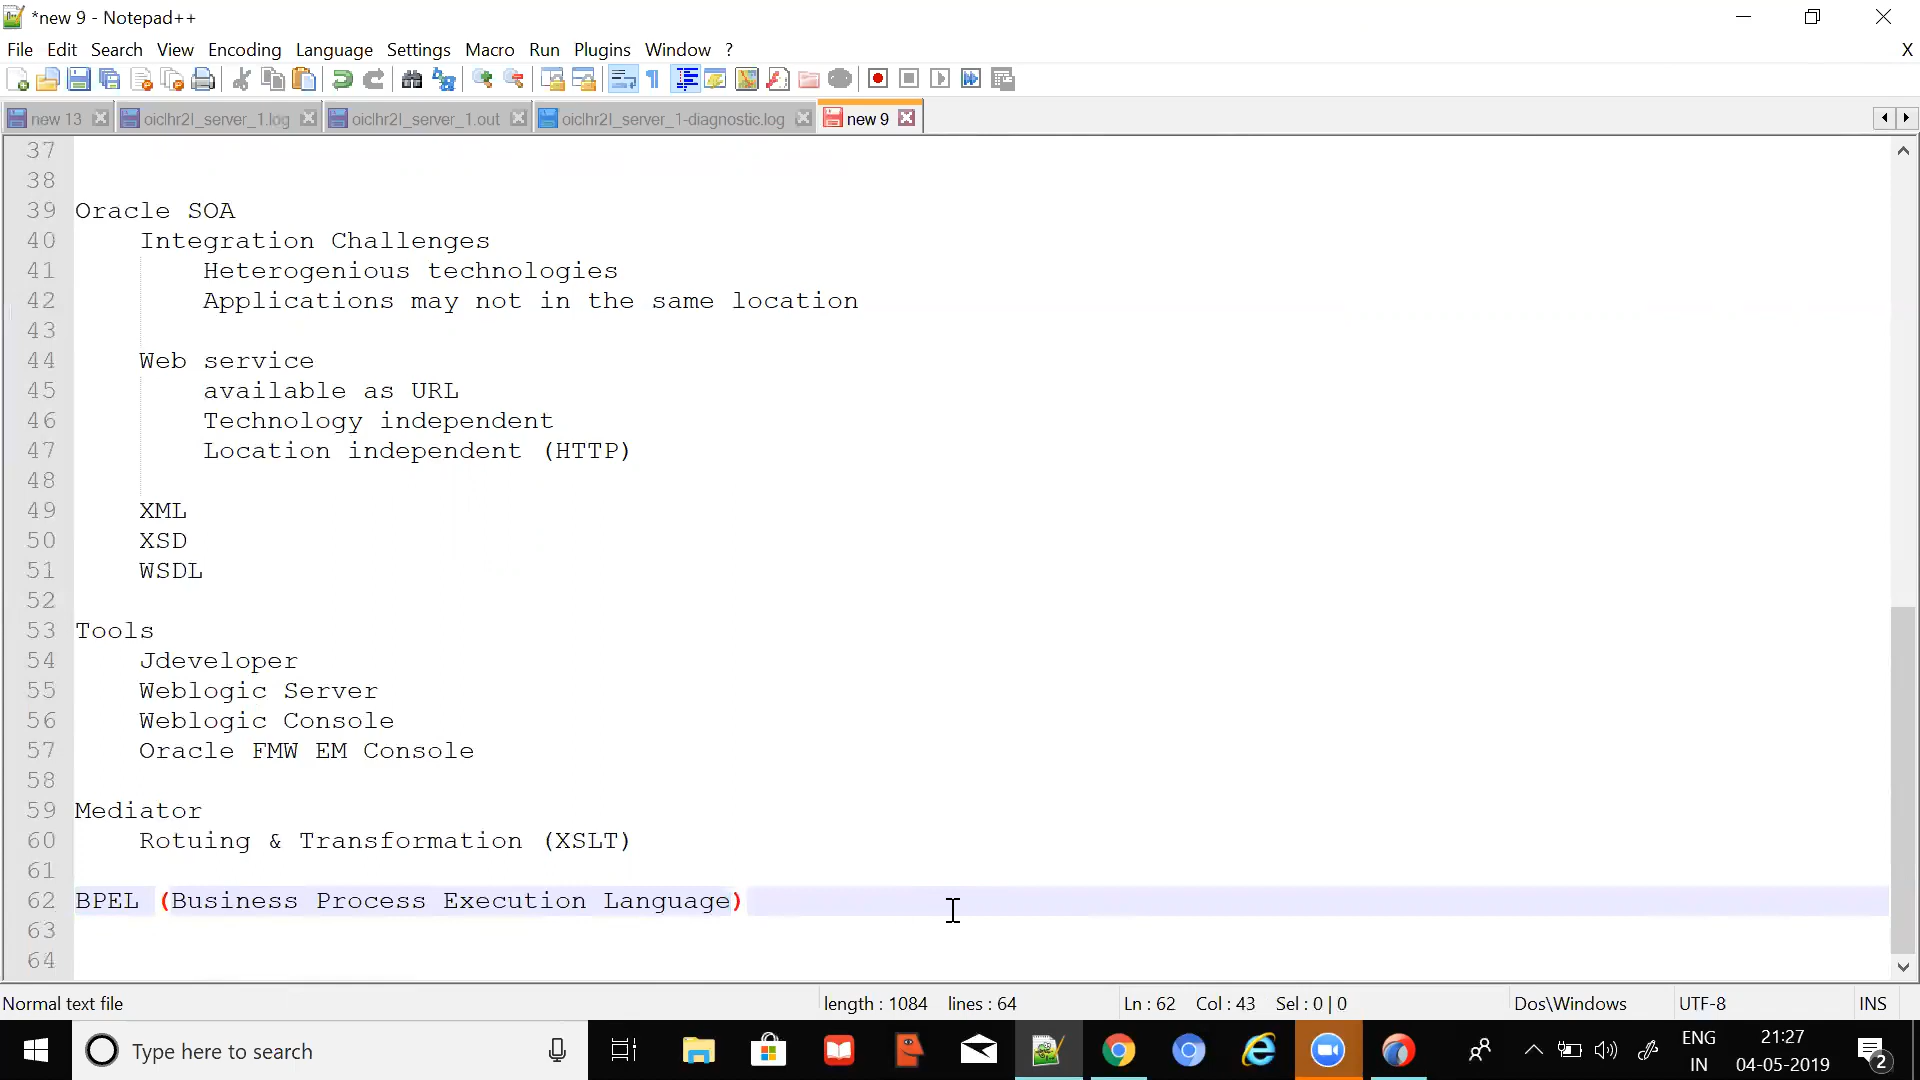 *new 9 - Notepad++
File Edit Search View Encoding Language Settings Macro Run Plugins Window ? X
new 13 oiclhr2l_server_1.log oiclhr2l_server_1.out oiclhr2l_server_1-diagnostic.log new 9
37
38
39 Oracle SOA
40 Integration Challenges
41 Heterogenious technologies
42 Applications may not in the same location
43
44 Web service
45 available as URL
46 Technology independent
47 Location independent (HTTP)
48
49 XML
50 XSD
51 WSDL
52
53 Tools
54 Jdeveloper
55 Weblogic Server
56 Weblogic Console
57 Oracle FMW EM Console
58
59 Mediator
60 Rotuing & Transformation (XSLT)
61
62 BPEL (Business Process Execution Language)
63
64
Normal text file length : 1084 lines : 64 Ln : 62 Col : 43 Sel : 0 | 0 Dos\Windows UTF-8 INS
Type here to search ENG IN 21:27 04-05-2019 2